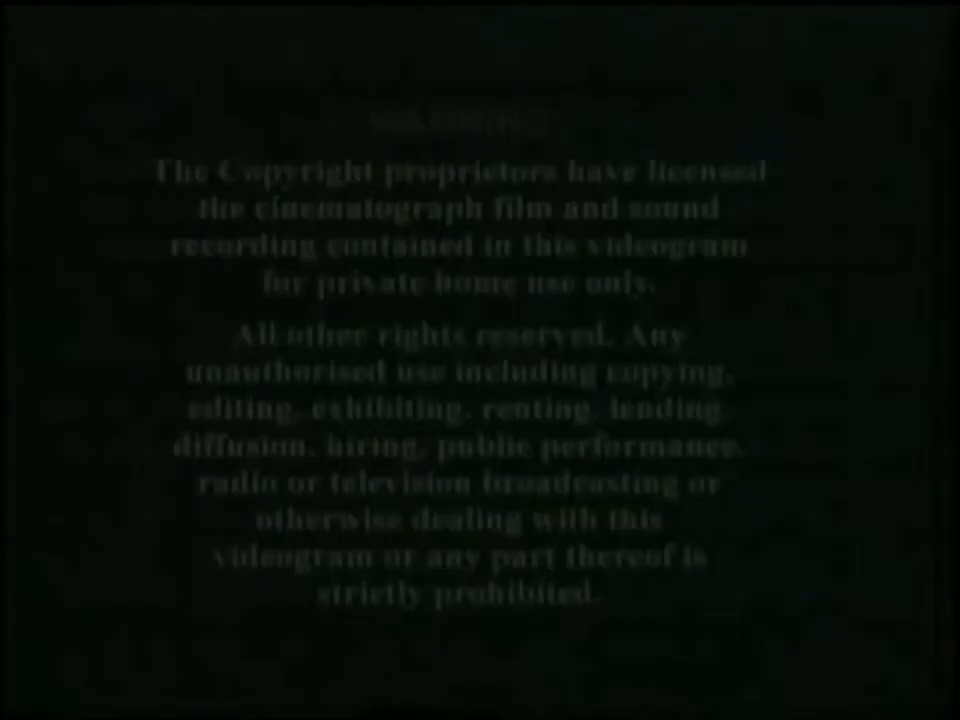 WARNING
The Copyright proprietors have licensed
the cinematograph film and sound
recording contained in this videogram
for private home use only.
All other rights reserved. Any
unauthorised use including copying,
editing, exhibiting, renting, lending
diffusion, hiring, public performance,
radio or television broadcasting or
otherwise dealing with this
videogram or any part thereof is
strictly prohibited.